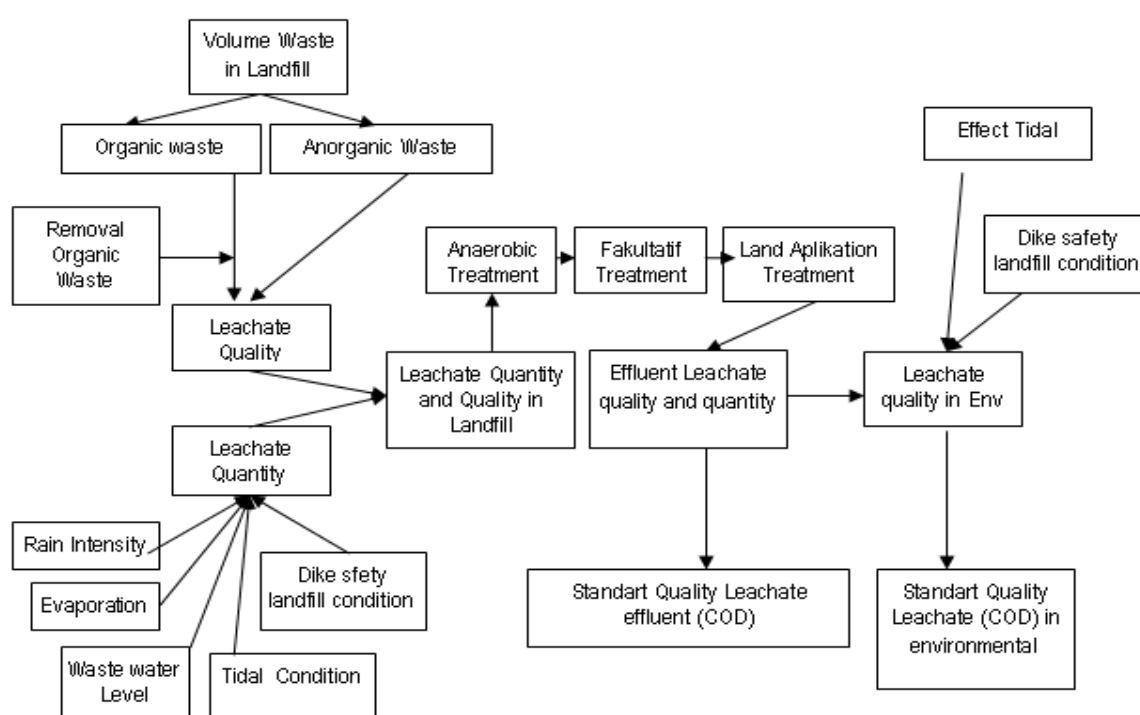 Volume Waste
in Landfill
Organic waste
Anorganic Waste
Effect Tidal
Removal
Organic
Waste
Anaerobic
Treatment
Fakultatif
Treatment
Land Aplikation
Treatment
Dike safety
landfill condition
Leachate
Quality
Leachate Quantity
and Quality in
Landfill
Effluent Leachate
quality and quantity
Leachate
quality in Env
Leachate
Quantity
Rain Intensity
Evaporation
Waste water
Level
Tidal Condition
Dike sfety
landfill condition
Standart Quality Leachate
effluent (COD)
Standart Quality
Leachate (COD) in
environmental